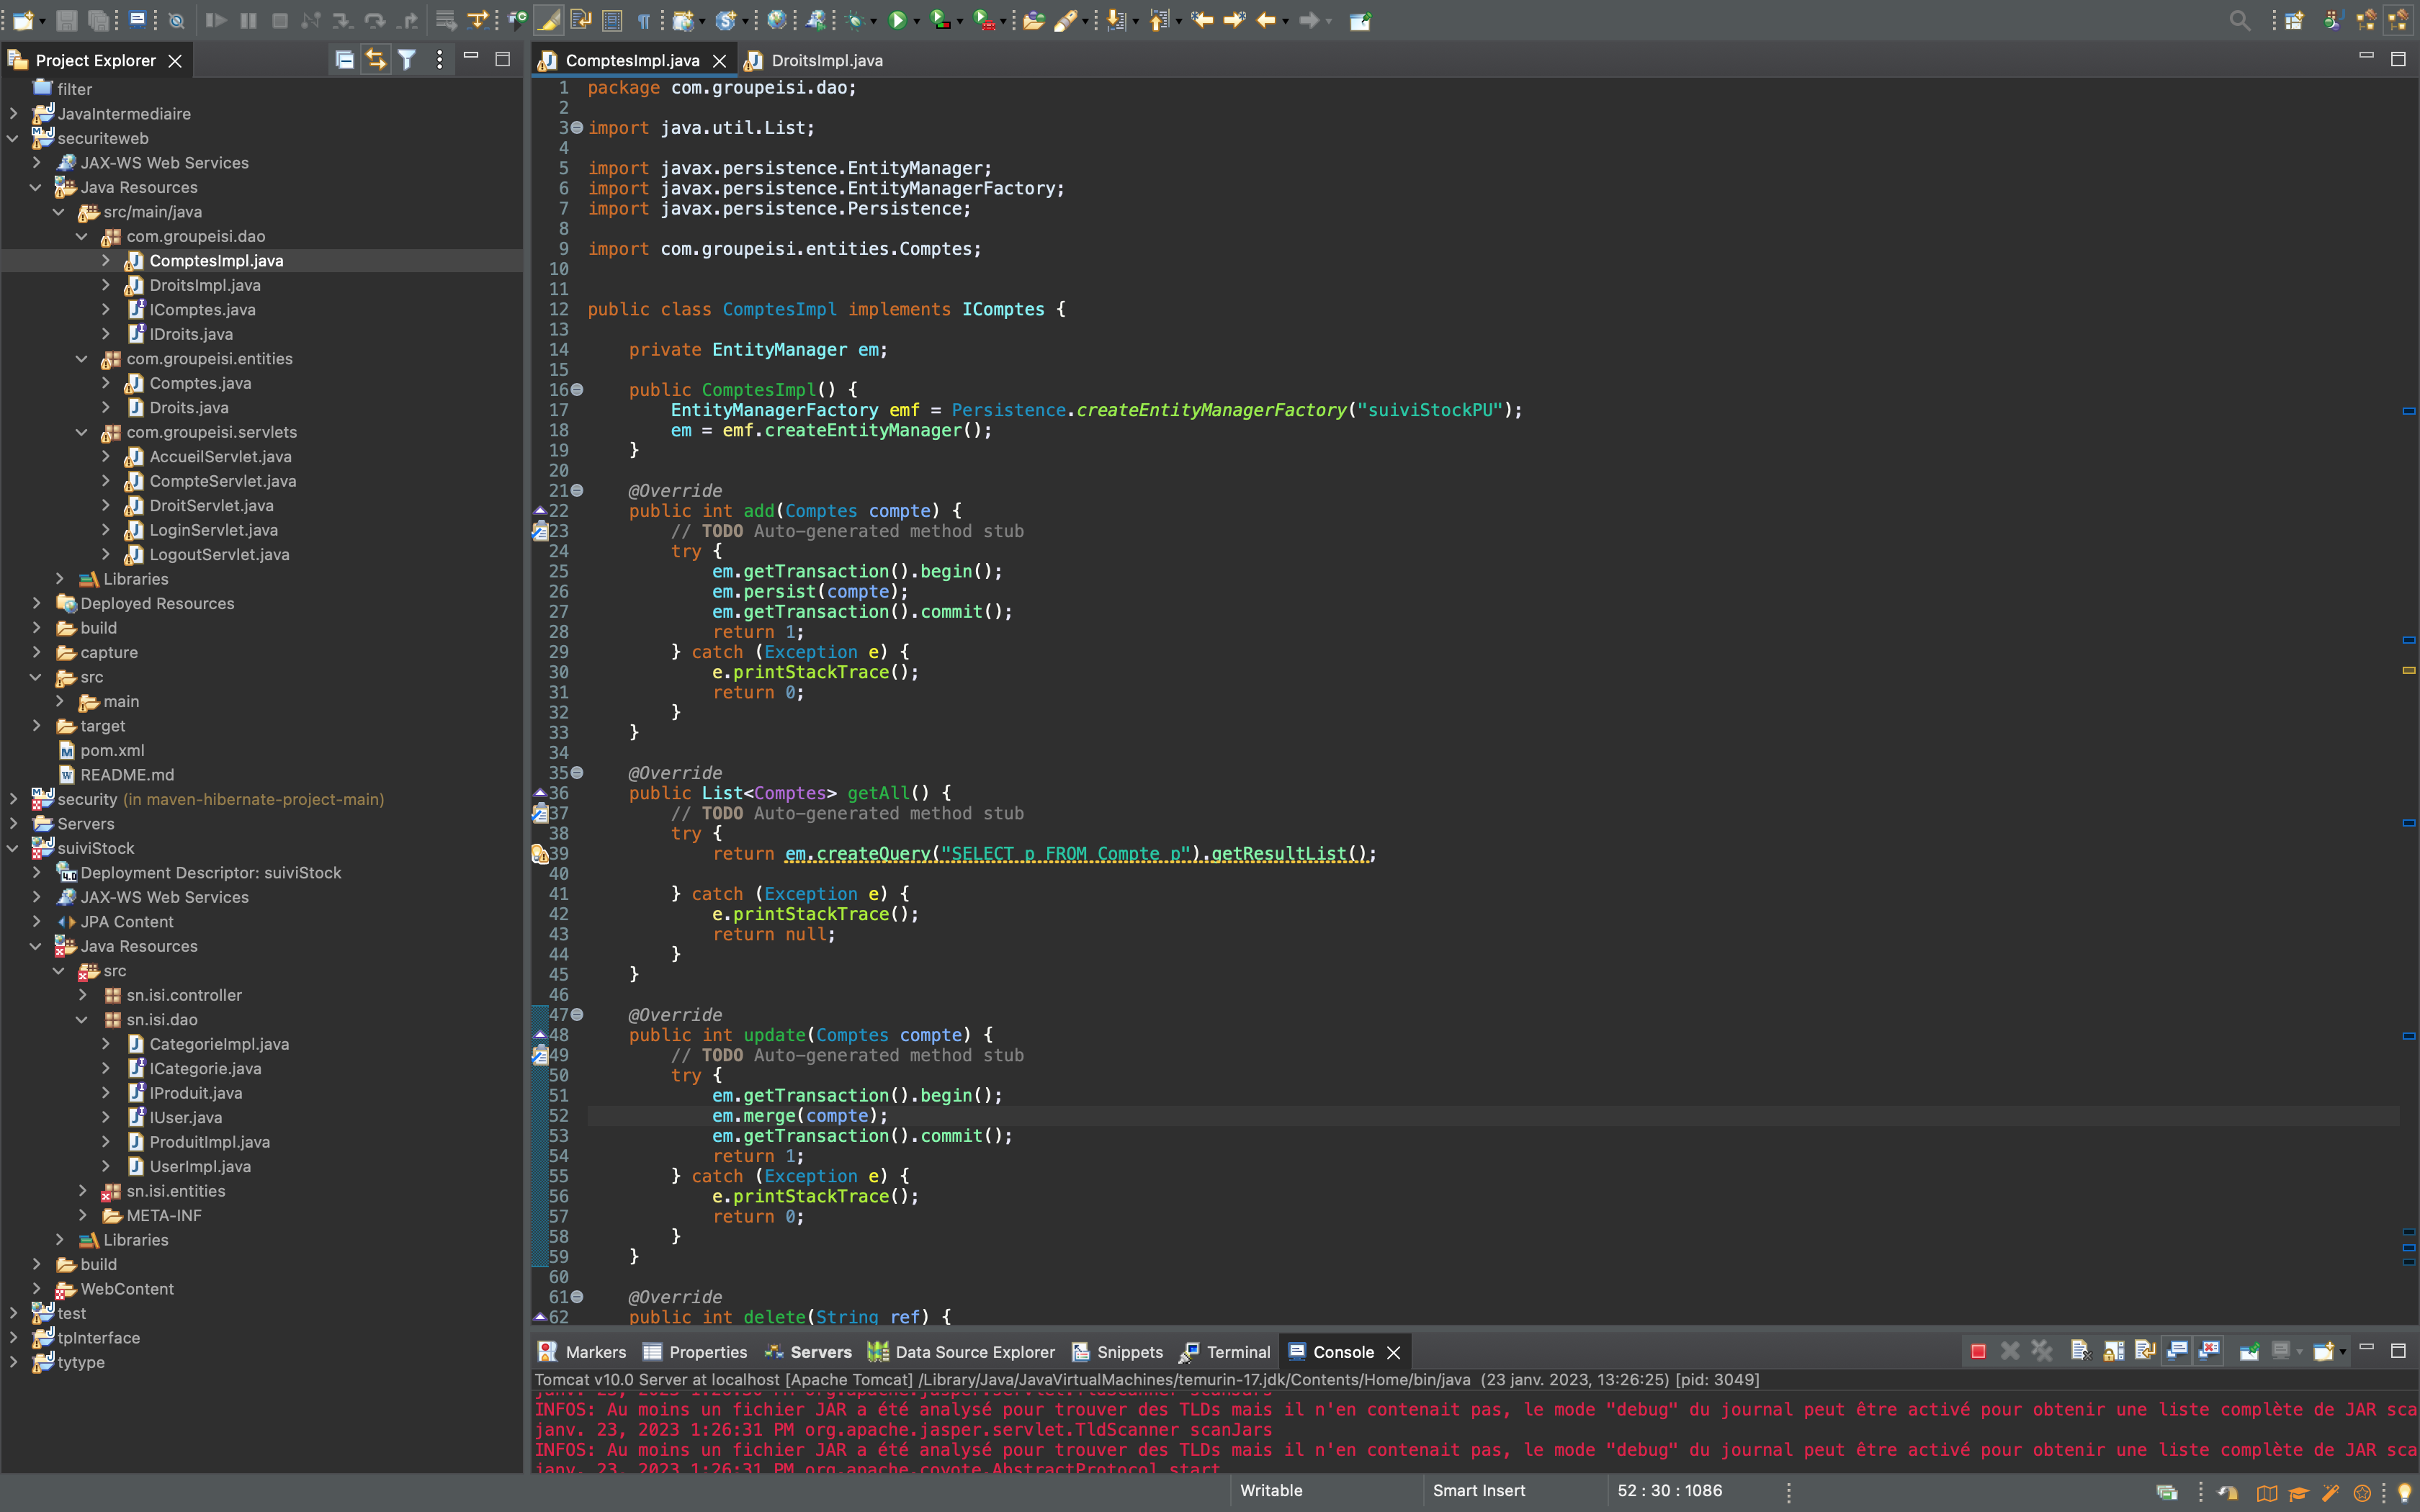 Project Explorer
filter
JavaIntermediaire
securiteweb
JAX-WS Web Services
Java Resources
src/main/java
com.groupeisi.dao
ComptesImpl.java
DroitsImpl.java
IComptes.java
IDroits.java
com.groupeisi.entities
Comptes.java
Droits.java
com.groupeisi.servlets
AccueilServlet.java
CompteServlet.java
DroitServlet.java
LoginServlet.java
LogoutServlet.java
Libraries
Deployed Resources
build
capture
src
main
target
pom.xml
README.md
security (in maven-hibernate-project-main)
Servers
suiviStock
Deployment Descriptor: suiviStock
JAX-WS Web Services
JPA Content
Java Resources
src
sn.isi.controller
sn.isi.dao
CategorieImpl.java
ICategorie.java
IProduit.java
IUser.java
ProduitImpl.java
UserImpl.java
sn.isi.entities
META-INF
Libraries
build
WebContent
test
tpInterface
tytype
ComptesImpl.java DroitsImpl.java
1 package com.groupeisi.dao;
2
3 import java.util.List;
4
5 import javax.persistence.EntityManager;
6 import javax.persistence.EntityManagerFactory;
7 import javax.persistence.Persistence;
8
9 import com.groupeisi.entities.Comptes;
10
11
12 public class ComptesImpl implements IComptes {
13
14 private EntityManager em;
15
16 public ComptesImpl() {
17 EntityManagerFactory emf = Persistence.createEntityManagerFactory("suiviStockPU");
18 em = emf.createEntityManager();
19 }
20
21 @Override
22 public int add(Comptes compte) {
23 // TODO Auto-generated method stub
24 try {
25 em.getTransaction().begin();
26 em.persist(compte);
27 em.getTransaction().commit();
28 return 1;
29 } catch (Exception e) {
30 e.printStackTrace();
31 return 0;
32 }
33 }
34
35 @Override
36 public List<Comptes> getAll() {
37 // TODO Auto-generated method stub
38 try {
39 return em.createQuery("SELECT p FROM Compte p").getResultList();
40
41 } catch (Exception e) {
42 e.printStackTrace();
43 return null;
44 }
45 }
46
47 @Override
48 public int update(Comptes compte) {
49 // TODO Auto-generated method stub
50 try {
51 em.getTransaction().begin();
52 em.merge(compte);
53 em.getTransaction().commit();
54 return 1;
55 } catch (Exception e) {
56 e.printStackTrace();
57 return 0;
58 }
59 }
60
61 @Override
62 public int delete(String ref) {
Markers Properties Servers Data Source Explorer Snippets Terminal Console
Tomcat v10.0 Server at localhost [Apache Tomcat] /Library/Java/JavaVirtualMachines/temurin-17.jdk/Contents/Home/bin/java (23 janv. 2023, 13:26:25) [pid: 3049]
janv. 23, 2023 1:26:30 PM org.apache.jasper.servlet.TldScanner scanJars
INFOS: Au moins un fichier JAR a été analysé pour trouver des TLDs mais il n'en contenait pas, le mode "debug" du journal peut être activé pour obtenir une liste complète de JAR sca
janv. 23, 2023 1:26:31 PM org.apache.jasper.servlet.TldScanner scanJars
INFOS: Au moins un fichier JAR a été analysé pour trouver des TLDs mais il n'en contenait pas, le mode "debug" du journal peut être activé pour obtenir une liste complète de JAR sca
janv. 23, 2023 1:26:31 PM org.apache.coyote.AbstractProtocol start
Writable Smart Insert 52 : 30 : 1086